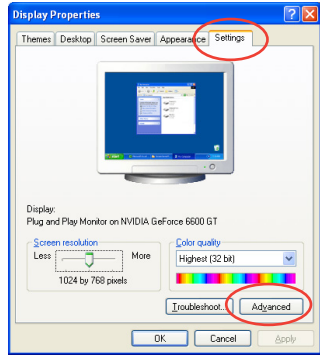 Display Properties
Themes Desktop Screen Saver Appearance Settings
Display:
Plug and Play Monitor on NVIDIA GeForce 6600 GT
Screen resolution
Less More
1024 by 768 pixels
Color quality
Highest (32 bit)
Troubleshoot... Advanced
OK Cancel Apply